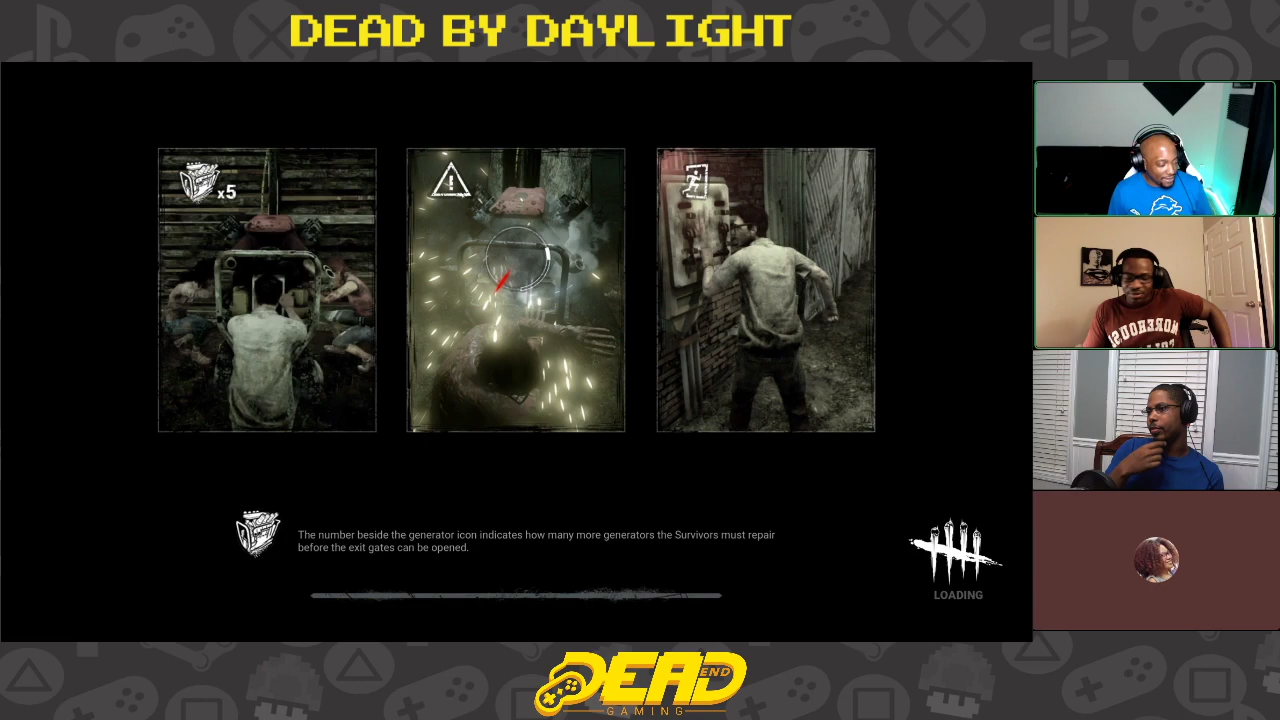 DEAD BY DAYLIGHT
x5
The number beside the generator icon indicates how many more generators the Survivors must repair
before the exit gates can be opened.
LOADING
DEAD
END
GAMING